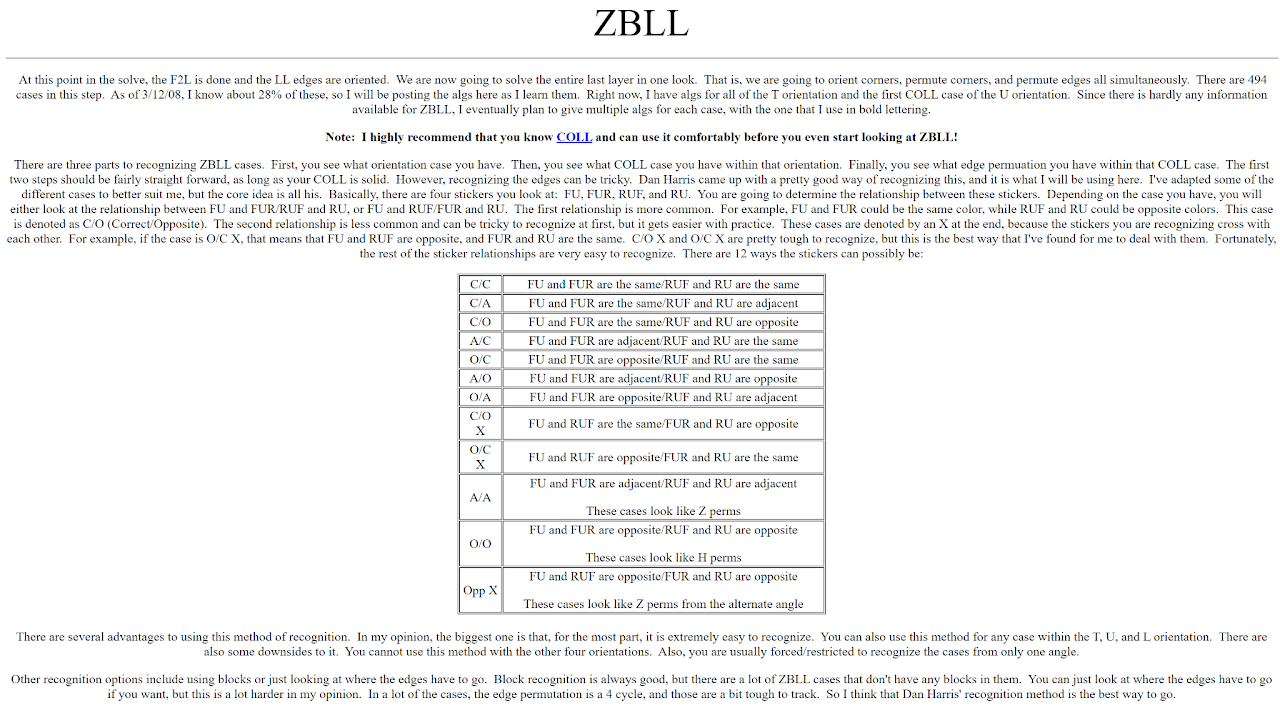 ZBLL
At this point in the solve, the F2L is done and the LL edges are oriented.  We are now going to solve the entire last layer in one look.  That is, we are going to orient corners, permute corners, and permute edges all simultaneously.  There are 494
cases in this step.  As of 3/12/08, I know about 28% of these, so I will be posting the algs here as I learn them.  Right now, I have algs for all of the T orientation and the first COLL case of the U orientation.  Since there is hardly any information
available for ZBLL, I eventually plan to give multiple algs for each case, with the one that I use in bold lettering.
Note:  I highly recommend that you know COLL and can use it comfortably before you even start looking at ZBLL!
There are three parts to recognizing ZBLL cases.  First, you see what orientation case you have.  Then, you see what COLL case you have within that orientation.  Finally, you see what edge permuation you have within that COLL case.  The first
two steps should be fairly straight forward, as long as your COLL is solid.  However, recognizing the edges can be tricky.  Dan Harris came up with a pretty good way of recognizing this, and it is what I will be using here.  I've adapted some of the
different cases to better suit me, but the core idea is all his.  Basically, there are four stickers you look at:  FU, FUR, RUF, and RU.  You are going to determine the relationship between these stickers.  Depending on the case you have, you will
either look at the relationship between FU and FUR/RUF and RU, or FU and RUF/FUR and RU.  The first relationship is more common.  For example, FU and FUR could be the same color, while RUF and RU could be opposite colors.  This case
is denoted as C/O (Correct/Opposite).  The second relationship is less common and can be tricky to recognize at first, but it gets easier with practice.  These cases are denoted by an X at the end, because the stickers you are recognizing cross with
each other.  For example, if the case is O/C X, that means that FU and RUF are opposite, and FUR and RU are the same.  C/O X and O/C X are pretty tough to recognize, but this is the best way that I've found for me to deal with them.  Fortunately,
the rest of the sticker relationships are very easy to recognize.  There are 12 ways the stickers can possibly be:
C/C FU and FUR are the same/RUF and RU are the same
C/A FU and FUR are the same/RUF and RU are adjacent
C/O FU and FUR are the same/RUF and RU are opposite
A/C FU and FUR are adjacent/RUF and RU are the same
O/C FU and FUR are opposite/RUF and RU are the same
A/O FU and FUR are adjacent/RUF and RU are opposite
O/A FU and FUR are opposite/RUF and RU are adjacent
C/O
X
FU and RUF are the same/FUR and RU are opposite
O/C
X
FU and RUF are opposite/FUR and RU are the same
A/A
FU and FUR are adjacent/RUF and RU are adjacent
These cases look like Z perms
O/O
FU and FUR are opposite/RUF and RU are opposite
These cases look like H perms
Opp X
FU and RUF are opposite/FUR and RU are opposite
These cases look like Z perms from the alternate angle
There are several advantages to using this method of recognition.  In my opinion, the biggest one is that, for the most part, it is extremely easy to recognize.  You can also use this method for any case within the T, U, and L orientation.  There are
also some downsides to it.  You cannot use this method with the other four orientations.  Also, you are usually forced/restricted to recognize the cases from only one angle.
Other recognition options include using blocks or just looking at where the edges have to go.  Block recognition is always good, but there are a lot of ZBLL cases that don't have any blocks in them.  You can just look at where the edges have to go
if you want, but this is a lot harder in my opinion.  In a lot of the cases, the edge permutation is a 4 cycle, and those are a bit tough to track.  So I think that Dan Harris' recognition method is the best way to go.